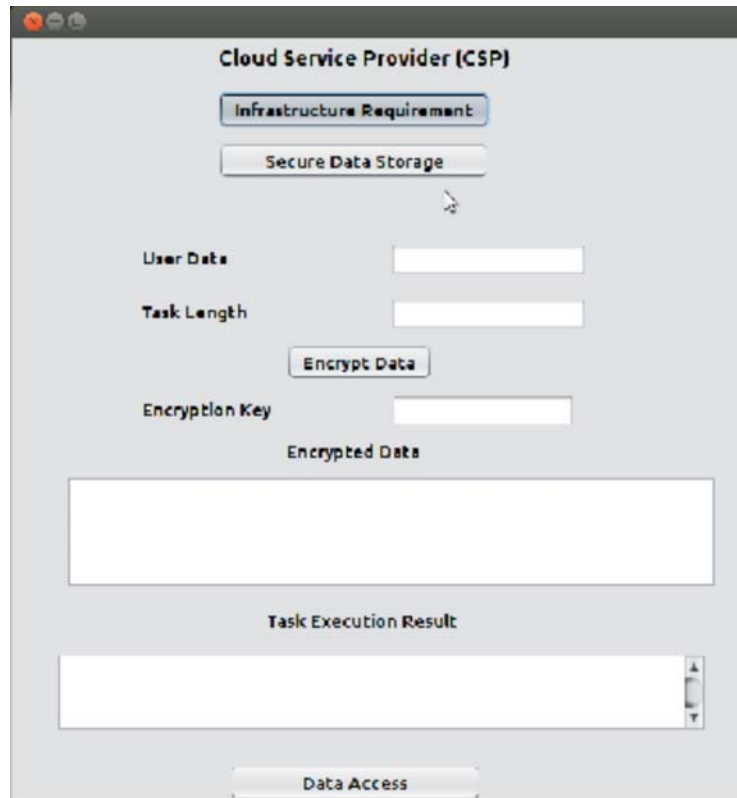 Cloud Service Provider (CSP)
Infrastructure Requirement
Secure Data Storage
User Data
Task Length
Encrypt Data
Encryption Key
Encrypted Data
Task Execution Result
Data Access